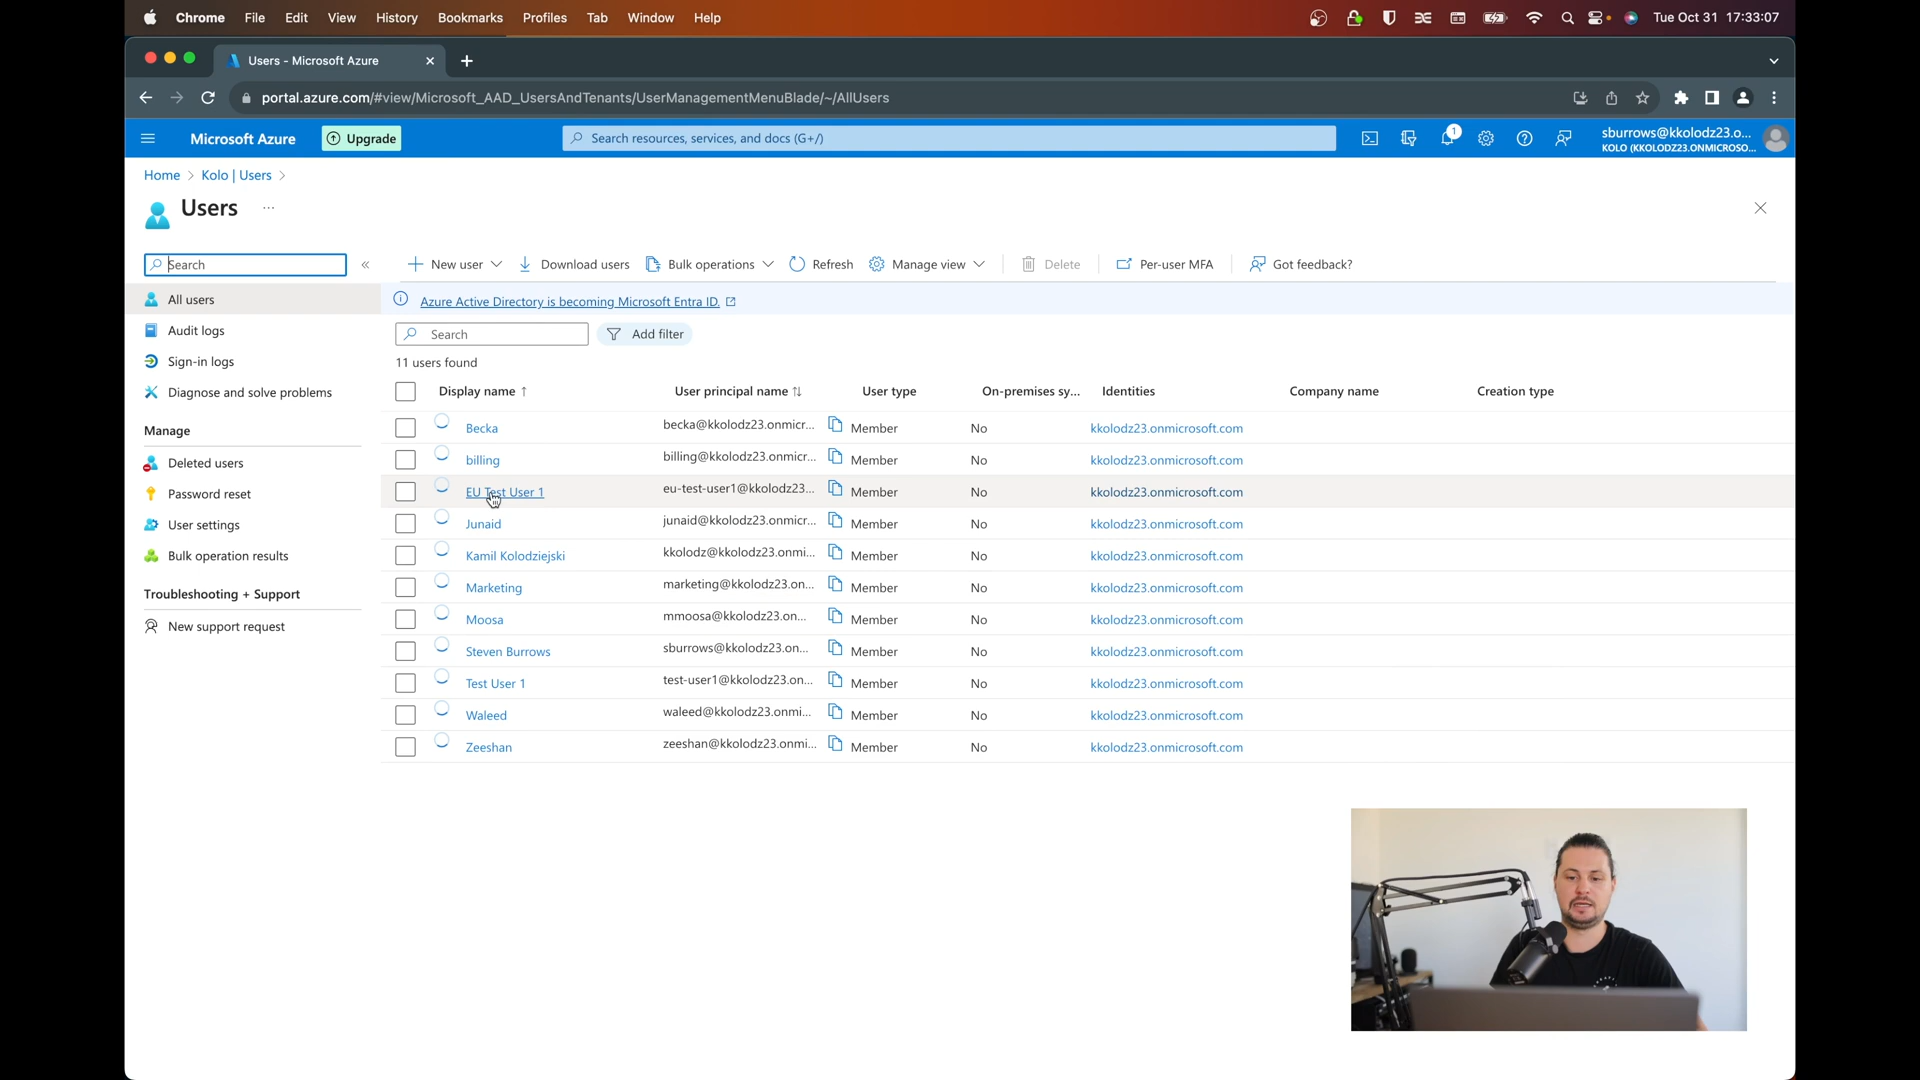 Chrome File Edit View History Bookmarks Profiles Tab Window Help Tue Oct 31 17:33:07
Users - Microsoft Azure
portal.azure.com/#view/Microsoft_AAD_UsersAndTenants/UserManagementMenuBlade/~/AllUsers
Microsoft Azure Upgrade Search resources, services, and docs (G+/) 1 sburrows@kkolodz23.o...
KOLO (KKOLODZ23.ONMICROSO...
Home > Kolo | Users >
Users ...
Search « New user Download users Bulk operations Refresh Manage view Delete Per-user MFA Got feedback?
All users
Audit logs
Sign-in logs
Diagnose and solve problems
Manage
Deleted users
Password reset
User settings
Bulk operation results
Troubleshooting + Support
New support request
Azure Active Directory is becoming Microsoft Entra ID.
Search Add filter
11 users found
Display name ↑ User principal name ↑↓ User type On-premises sy... Identities Company name Creation type
Becka becka@kkolodz23.onmicr... Member No kkolodz23.onmicrosoft.com
billing billing@kkolodz23.onmicr... Member No kkolodz23.onmicrosoft.com
EU Test User 1 eu-test-user1@kkolodz23... Member No kkolodz23.onmicrosoft.com
Junaid junaid@kkolodz23.onmicr... Member No kkolodz23.onmicrosoft.com
Kamil Kolodziejski kkolodz@kkolodz23.onmi... Member No kkolodz23.onmicrosoft.com
Marketing marketing@kkolodz23.on... Member No kkolodz23.onmicrosoft.com
Moosa mmoosa@kkolodz23.on... Member No kkolodz23.onmicrosoft.com
Steven Burrows sburrows@kkolodz23.on... Member No kkolodz23.onmicrosoft.com
Test User 1 test-user1@kkolodz23.on... Member No kkolodz23.onmicrosoft.com
Waleed waleed@kkolodz23.onmi... Member No kkolodz23.onmicrosoft.com
Zeeshan zeeshan@kkolodz23.onmi... Member No kkolodz23.onmicrosoft.com